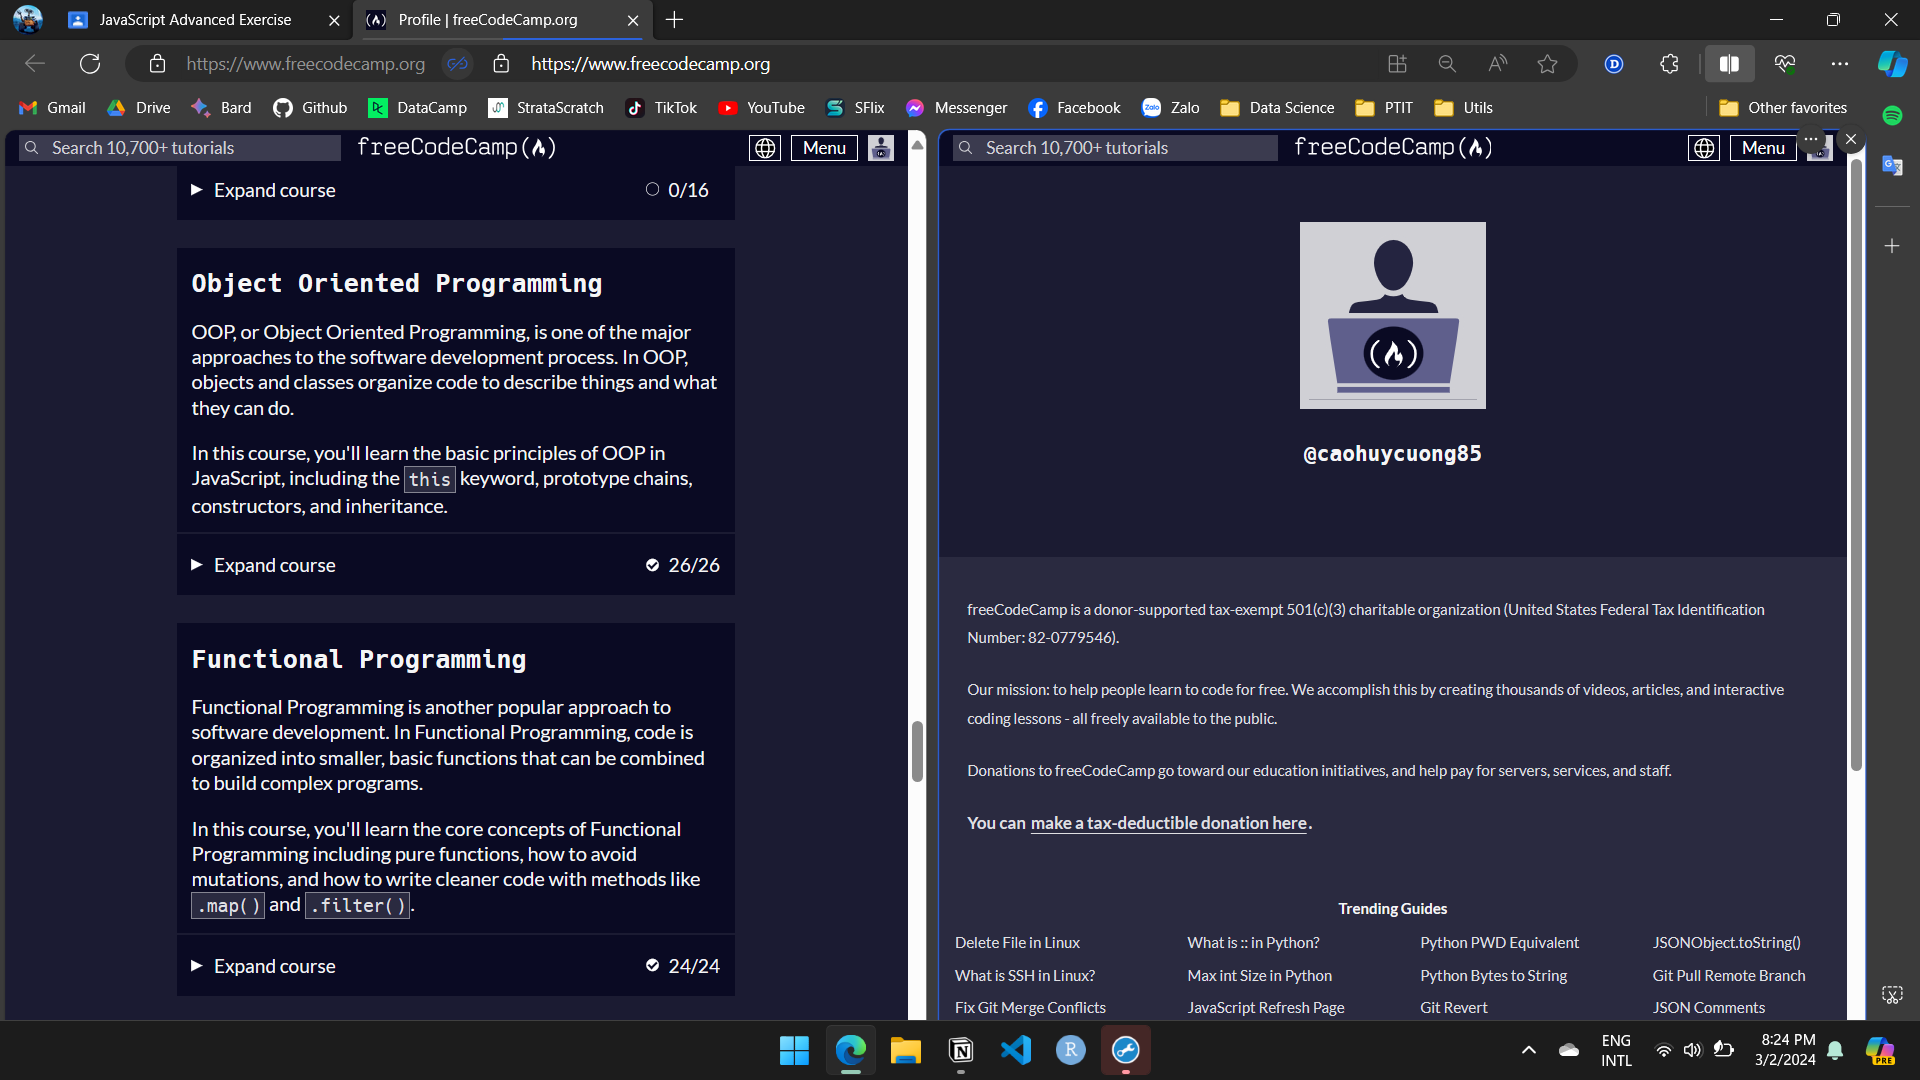 JavaScript Advanced Exercise
Profile | freeCodeCamp.org
https://www.freecodecamp.org
https://www.freecodecamp.org
Gmail
Drive
Bard
Github
DataCamp
StrataScratch
TikTok
YouTube
SFlix
Messenger
Facebook
Zalo
Data Science
PTIT
Utils
Other favorites
Search 10,700+ tutorials
freeCodeCamp
Menu
Expand course
0/16
Object Oriented Programming
OOP, or Object Oriented Programming, is one of the major
approaches to the software development process. In OOP,
objects and classes organize code to describe things and what
they can do.
In this course, you'll learn the basic principles of OOP in
JavaScript, including the this keyword, prototype chains,
constructors, and inheritance.
Expand course
26/26
Functional Programming
Functional Programming is another popular approach to
software development. In Functional Programming, code is
organized into smaller, basic functions that can be combined
to build complex programs.
In this course, you'll learn the core concepts of Functional
Programming including pure functions, how to avoid
mutations, and how to write cleaner code with methods like
.map() and .filter().
Expand course
24/24
Search 10,700+ tutorials
freeCodeCamp
Menu
@caohuycuong85
freeCodeCamp is a donor-supported tax-exempt 501(c)(3) charitable organization (United States Federal Tax Identification
Number: 82-0779546).
Our mission: to help people learn to code for free. We accomplish this by creating thousands of videos, articles, and interactive
coding lessons - all freely available to the public.
Donations to freeCodeCamp go toward our education initiatives, and help pay for servers, services, and staff.
You can make a tax-deductible donation here.
Trending Guides
Delete File in Linux
What is :: in Python?
Python PWD Equivalent
JSONObject.toString()
What is SSH in Linux?
Max int Size in Python
Python Bytes to String
Git Pull Remote Branch
Fix Git Merge Conflicts
JavaScript Refresh Page
Git Revert
JSON Comments
ENG
INTL
8:24 PM
3/2/2024
PRE